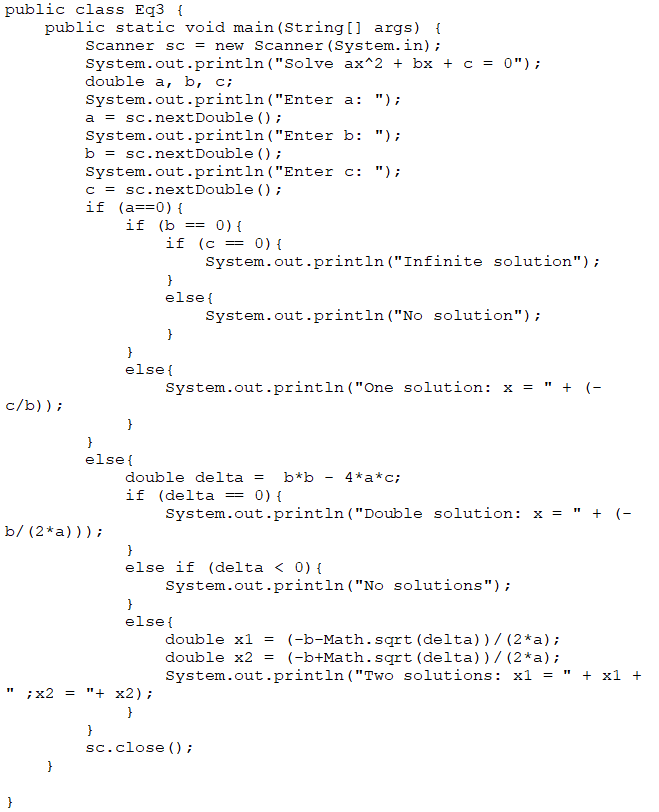 public class Eq3 {
    public static void main(String[] args) {
        Scanner sc = new Scanner(System.in);
        System.out.println("Solve ax^2 + bx + c = 0");
        double a, b, c;
        System.out.println("Enter a: ");
        a = sc.nextDouble();
        System.out.println("Enter b: ");
        b = sc.nextDouble();
        System.out.println("Enter c: ");
        c = sc.nextDouble();
        if (a==0){
            if (b == 0){
                if (c == 0){
                    System.out.println("Infinite solution");
                }
                else{
                    System.out.println("No solution");
                }
            }
            else{
                System.out.println("One solution: x = " + (-
c/b));
            }
        }
        else{
            double delta =  b*b - 4*a*c;
            if (delta == 0){
                System.out.println("Double solution: x = " + (-
b/(2*a)));
            }
            else if (delta < 0){
                System.out.println("No solutions");
            }
            else{
                double x1 = (-b-Math.sqrt(delta))/(2*a);
                double x2 = (-b+Math.sqrt(delta))/(2*a);
                System.out.println("Two solutions: x1 = " + x1 +
" ;x2 = "+ x2);
            }
        }
        sc.close();
    }

}